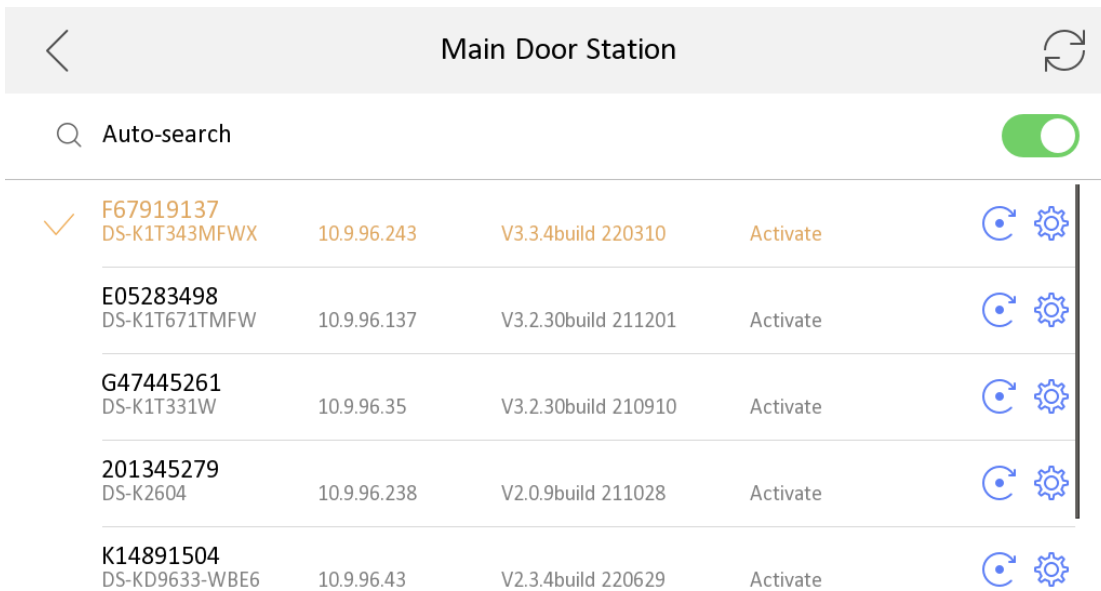 Main Door Station
Auto-search
F67919137
DS-K1T343MFWX 10.9.96.243 V3.3.4build 220310 Activate
E05283498
DS-K1T671TMFW 10.9.96.137 V3.2.30build 211201 Activate
G47445261
DS-K1T331W 10.9.96.35 V3.2.30build 210910 Activate
201345279
DS-K2604 10.9.96.238 V2.0.9build 211028 Activate
K14891504
DS-KD9633-WBE6 10.9.96.43 V2.3.4build 220629 Activate